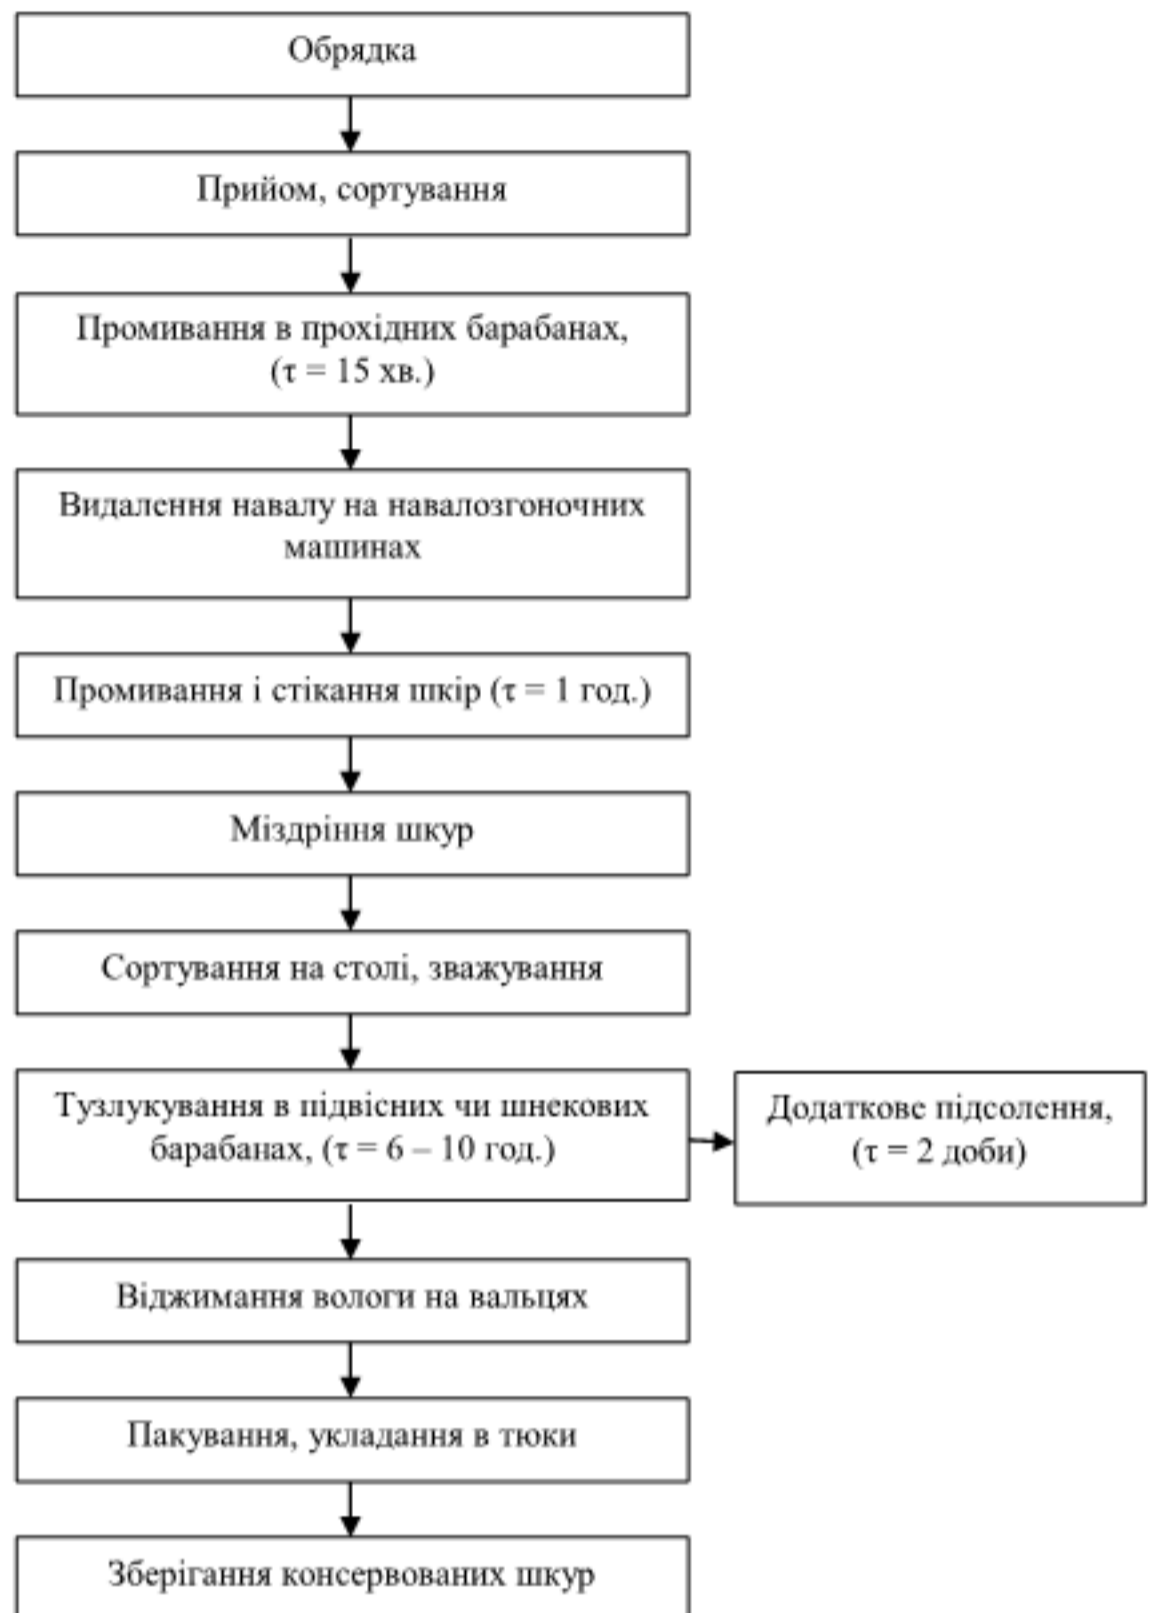 Обрядка
Прийом, сортування
Промивання в прохідних барабанах,
(τ = 15 хв.)
Видалення навалу на навалозгоночних
машинах
Промивання і стікання шкір (τ = 1 год.)
Міздріння шкур
Сортування на столі, зважування
Тузлукування в підвісних чи шнекових
барабанах, (τ = 6 – 10 год.)
Додаткове підсолення,
(τ = 2 доби)
Віджимання вологи на вальцях
Пакування, укладання в тюки
Зберігання консервованих шкур